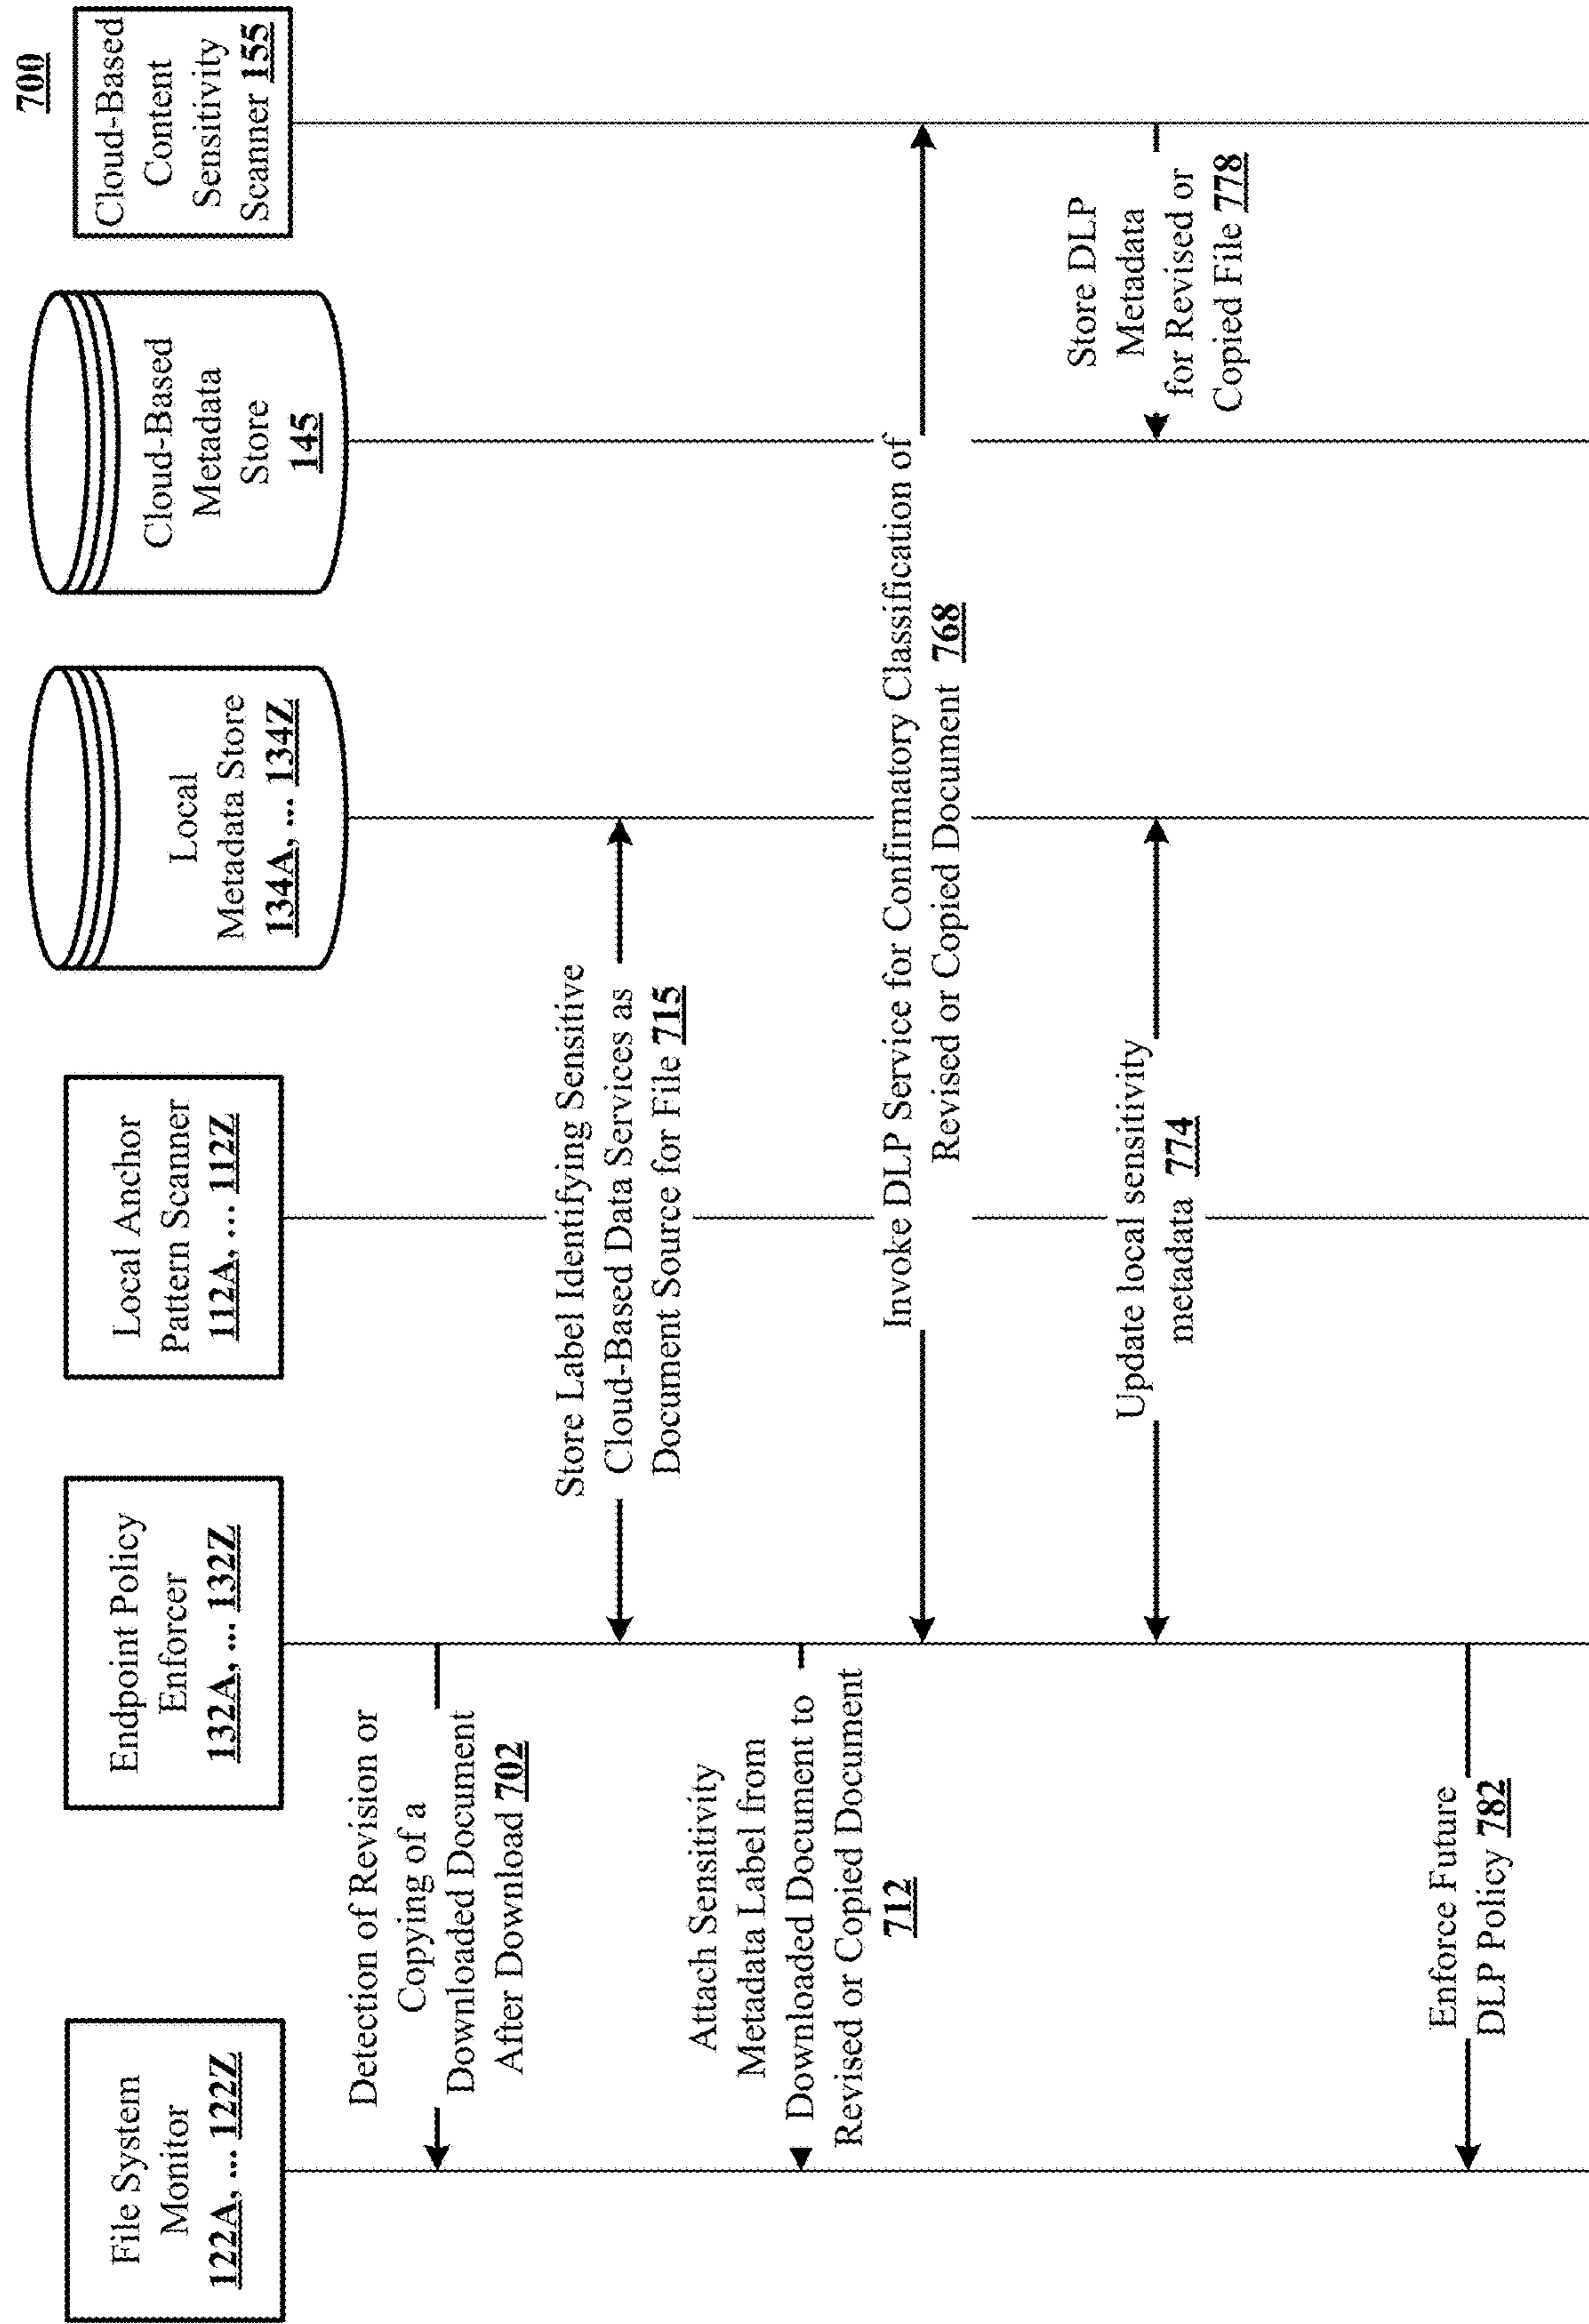 700
File System
Monitor
122A, ... 122Z
Endpoint Policy
Enforcer
132A, ... 132Z
Local Anchor
Pattern Scanner
112A, ... 112Z
Local
Metadata Store
134A, ... 134Z
Cloud-Based
Metadata
Store
145
Cloud-Based
Content
Sensitivity
Scanner 155
Detection of Revision or
Copying of a
Downloaded Document
After Download 702
Store Label Identifying Sensitive
Cloud-Based Data Services as
Document Source for File 715
Attach Sensitivity
Metadata Label from
Downloaded Document to
Revised or Copied Document
712
Invoke DLP Service for Confirmatory Classification of
Revised or Copied Document 768
Update local sensitivity
metadata 774
Store DLP
Metadata
for Revised or
Copied File 778
Enforce Future
DLP Policy 782